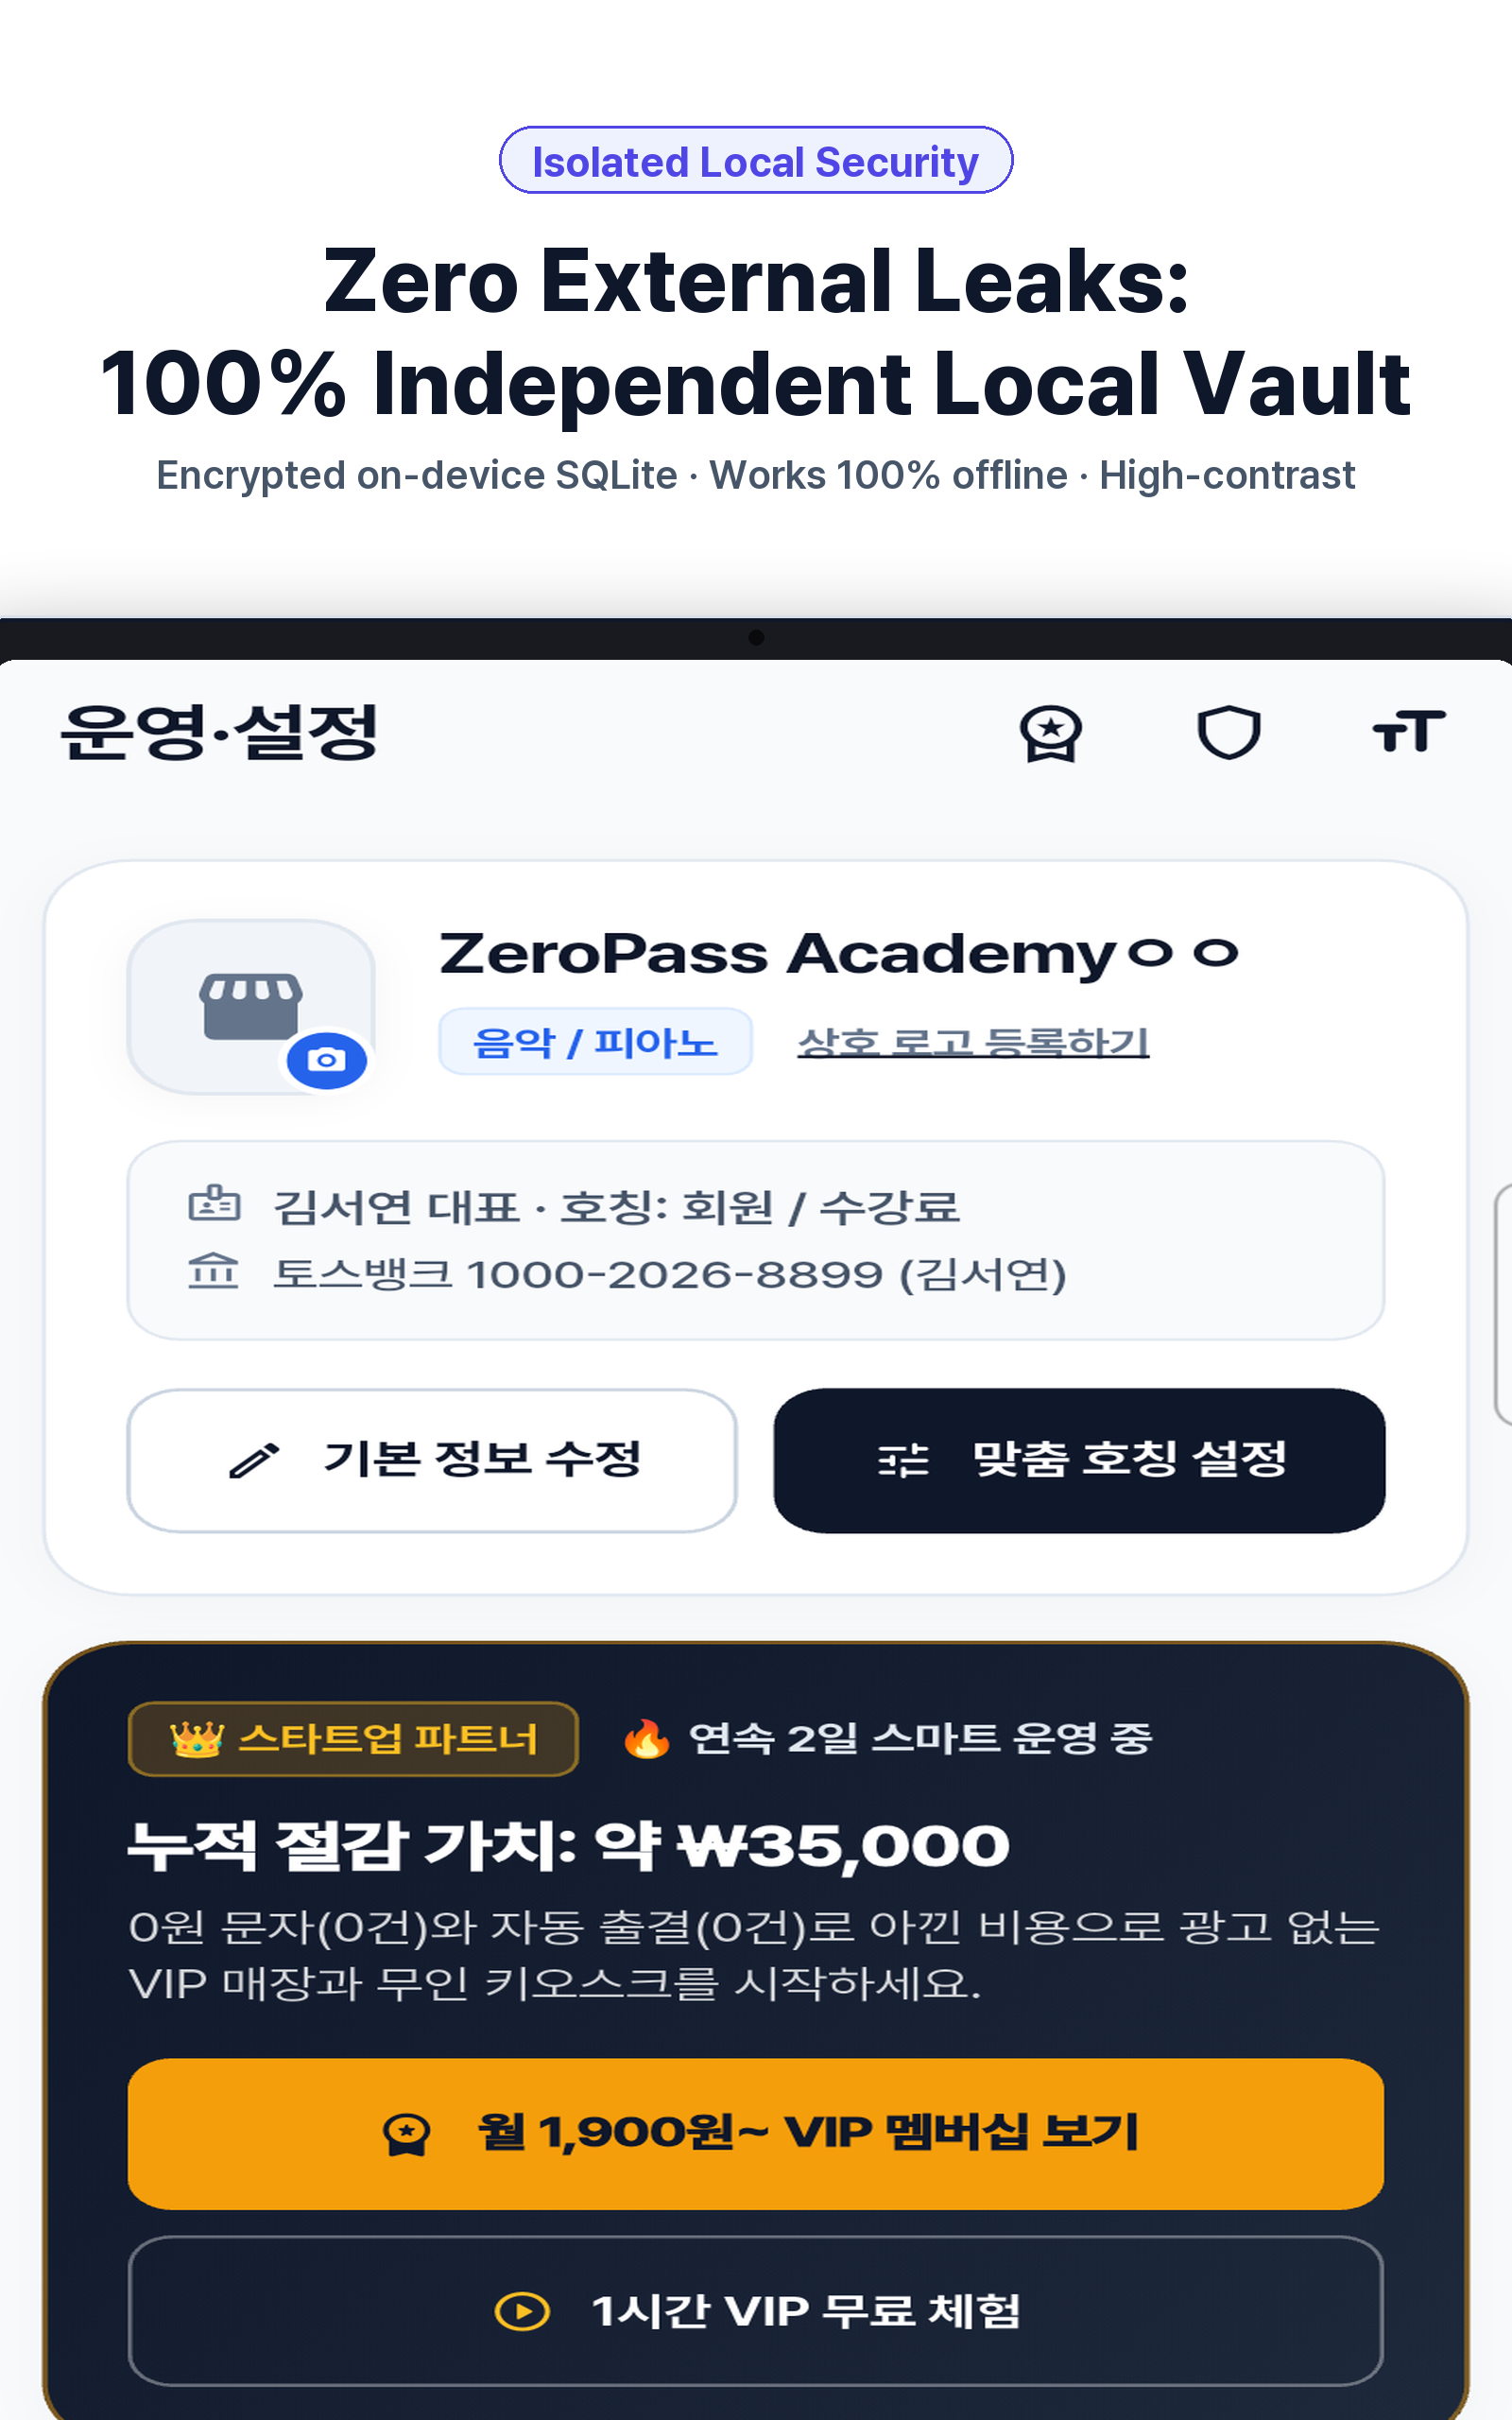 Isolated Local Security
Zero External Leaks:
100% Independent Local Vault
Encrypted on-device SQLite · Works 100% offline · High-contrast
운영·설정
ZeroPass Academyㅇㅇ
음악 / 피아노
상호 로고 등록하기
김서연 대표 · 호칭: 회원 / 수강료
토스뱅크 1000-2026-8899 (김서연)
기본 정보 수정
맞춤 호칭 설정
👑 스타트업 파트너
🔥 연속 2일 스마트 운영 중
누적 절감 가치: 약 ₩35,000
0원 문자(0건)와 자동 출결(0건)로 아낀 비용으로 광고 없는
VIP 매장과 무인 키오스크를 시작하세요.
월 1,900원~ VIP 멤버십 보기
1시간 VIP 무료 체험